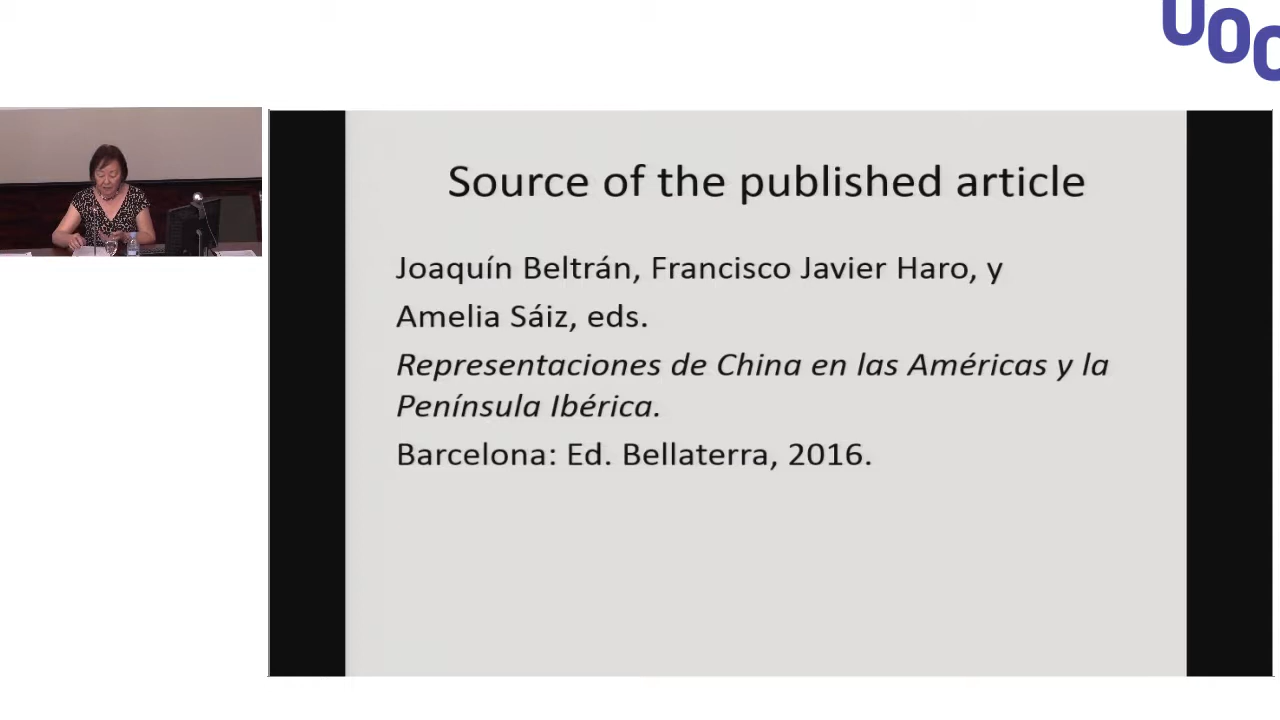 UOC
Source of the published article
Joaquín Beltrán, Francisco Javier Haro, y
Amelia Sáiz, eds.
Representaciones de China en las Américas y la
Península Ibérica.
Barcelona: Ed. Bellaterra, 2016.